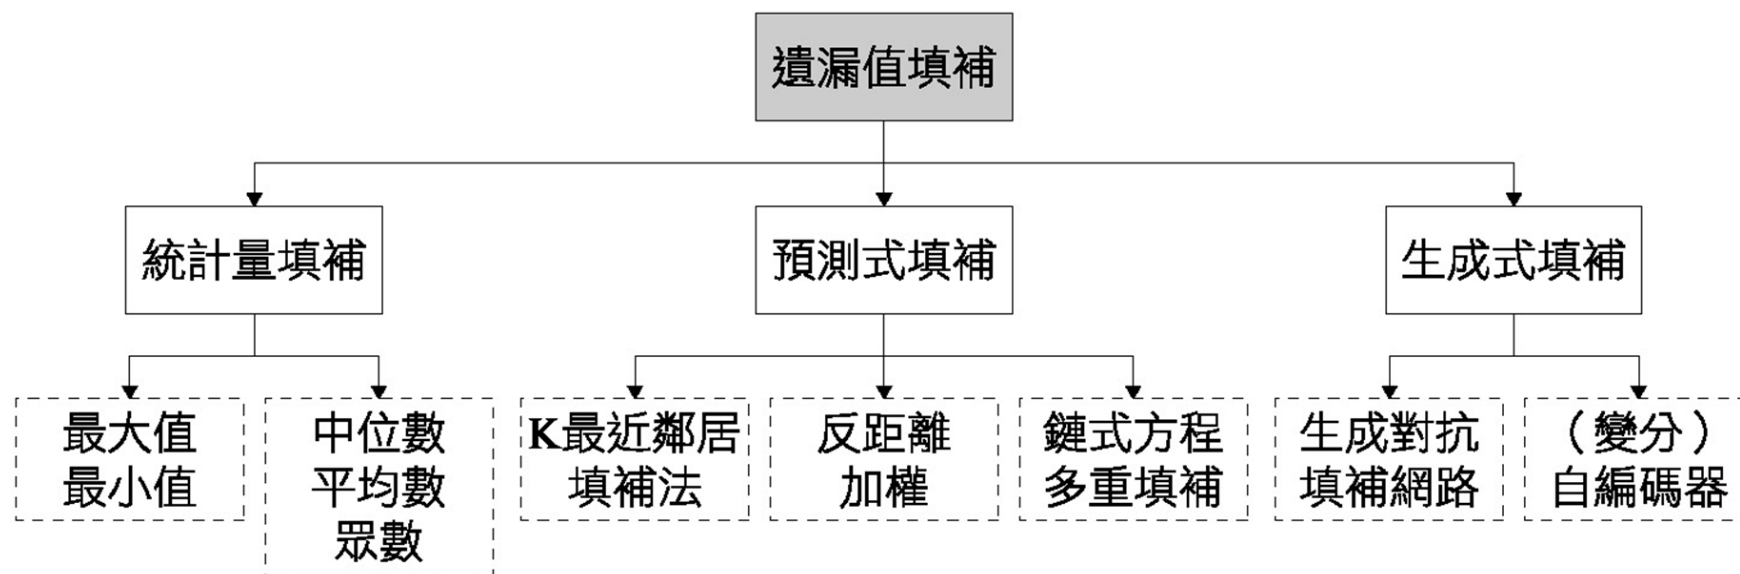 遺漏值填補
統計量填補
預測式填補
生成式填補
最大值
最小值
中位數
平均數
眾數
K最近鄰居
填補法
反距離
加權
鏈式方程
多重填補
生成對抗
填補網路
（變分）
自編碼器